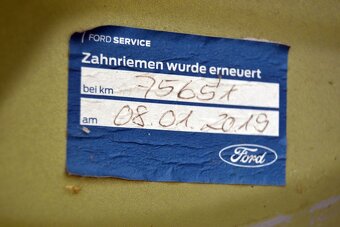 FORD SERVICE
Zahnriemen wurde erneuert
bei km 75651
am 08.01.2019
Ford